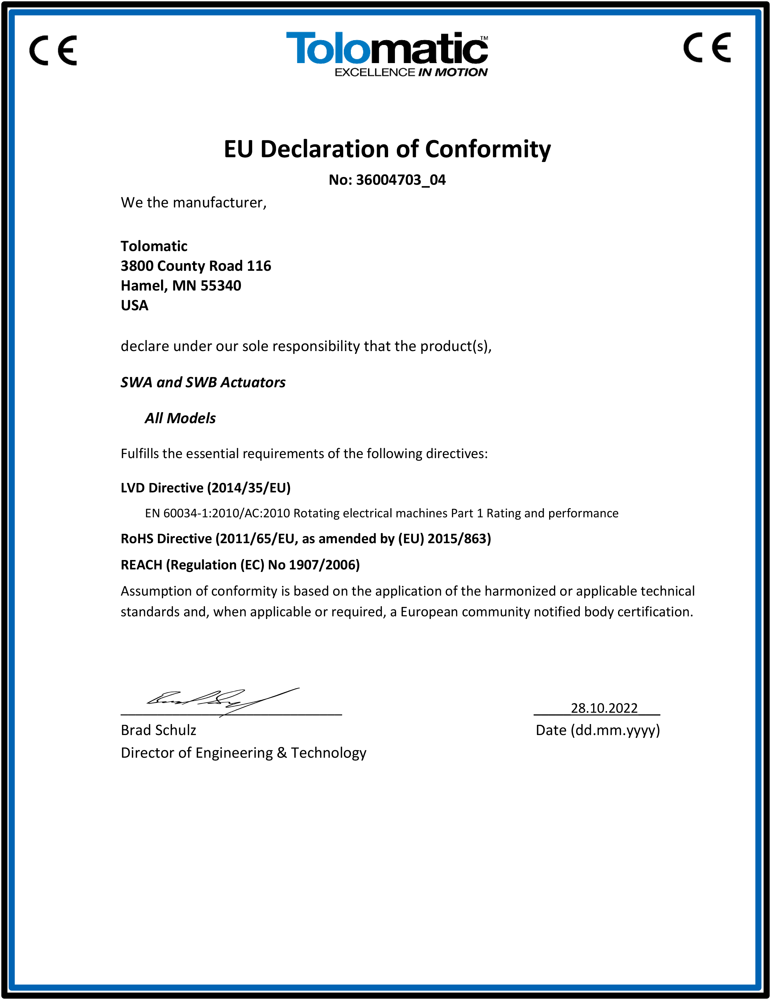 CE
Tolomatic™
CE
EXCELLENCE IN MOTION
EU Declaration of Conformity
No: 36004703_04
We the manufacturer,
Tolomatic
3800 County Road 116
Hamel, MN 55340
USA
declare under our sole responsibility that the product(s),
SWA and SWB Actuators
All Models
Fulfills the essential requirements of the following directives:
LVD Directive (2014/35/EU)
EN 60034-1:2010/AC:2010 Rotating electrical machines Part 1 Rating and performance
RoHS Directive (2011/65/EU, as amended by (EU) 2015/863)
REACH (Regulation (EC) No 1907/2006)
Assumption of conformity is based on the application of the harmonized or applicable technical
standards and, when applicable or required, a European community notified body certification.
28.10.2022
Brad Schulz
Date (dd.mm.yyyy)
Director of Engineering & Technology